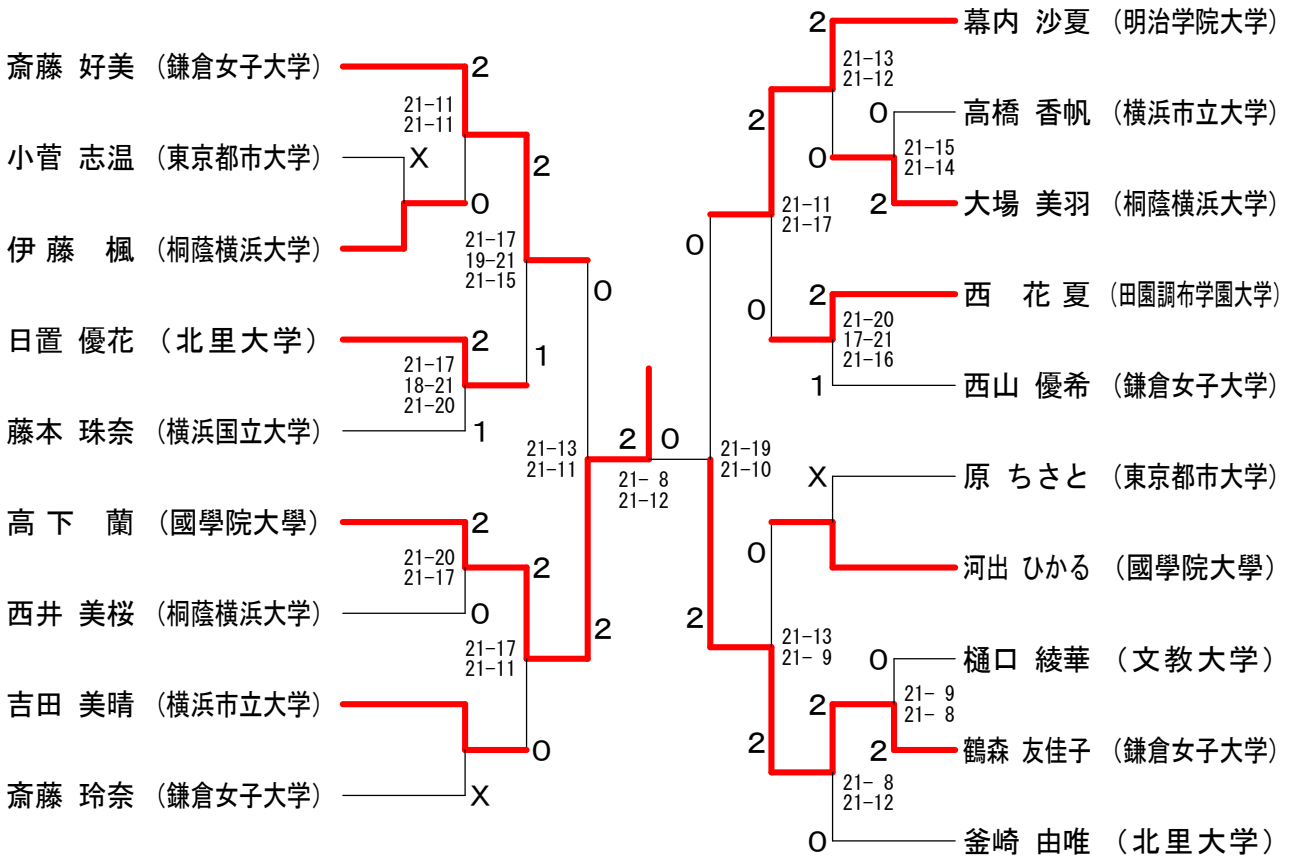 斎藤 好美 (鎌倉女子大学)
2
21-11
21-11
小菅 志温 (東京都市大学)
X
2
0
伊藤 楓 (桐蔭横浜大学)
21-17
19-21
21-15
0
日置 優花 (北里大学)
2
1
21-17
18-21
21-20
藤本 珠奈 (横浜国立大学)
1
21-13
21-11
高下 蘭 (國學院大學)
2
21-20
21-17
2
西井 美桜 (桐蔭横浜大学)
0
2
21-17
21-11
吉田 美晴 (横浜市立大学)
0
斎藤 玲奈 (鎌倉女子大学)
X
2 0
21- 8
21-12
2
幕内 沙夏 (明治学院大学)
21-13
21-12
2
0
高橋 香帆 (横浜市立大学)
21-15
21-14
0
2
大場 美羽 (桐蔭横浜大学)
21-11
21-17
0
0
2
西 花夏 (田園調布学園大学)
21-20
17-21
21-16
1
西山 優希 (鎌倉女子大学)
21-19
21-10
X
原 ちさと (東京都市大学)
0
河出 ひかる (國學院大學)
2
21-13
21- 9
0
樋口 綾華 (文教大学)
21- 9
21- 8
2
2
2
鶴森 友佳子 (鎌倉女子大学)
21- 8
21-12
0
釜崎 由唯 (北里大学)